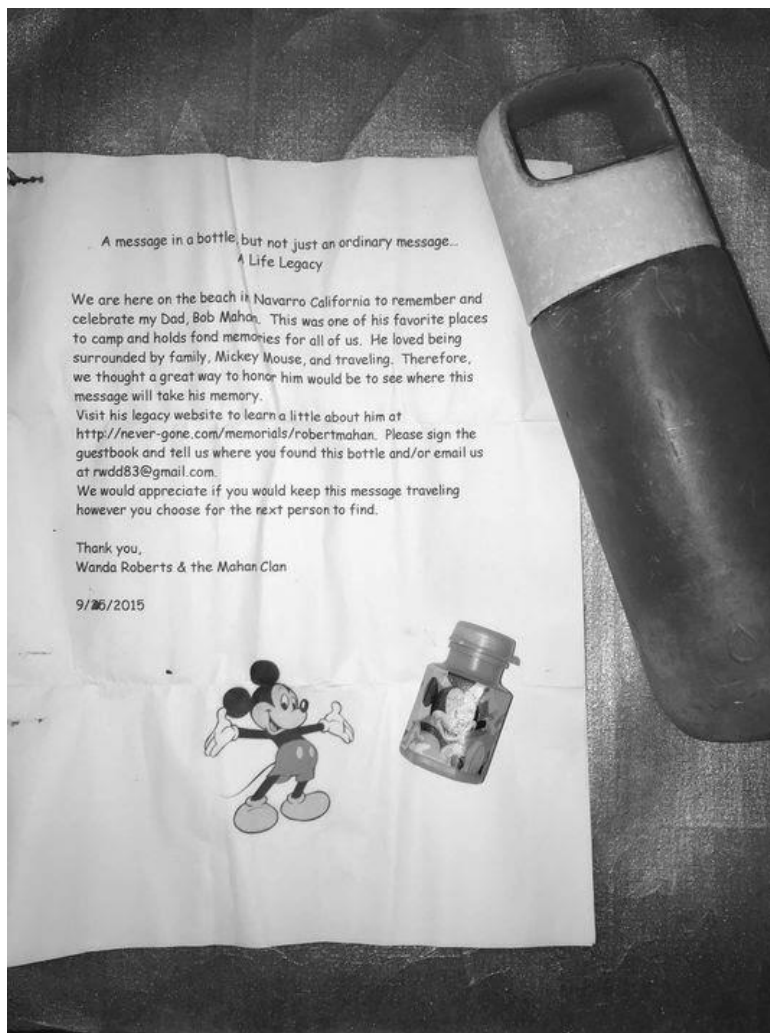 A message in a bottle, but not just an ordinary message...
A Life Legacy
We are here on the beach in Navarro California to remember and
celebrate my Dad, Bob Mahan. This was one of his favorite places
to camp and holds fond memories for all of us. He loved being
surrounded by family, Mickey Mouse, and traveling. Therefore,
we thought a great way to honor him would be to see where this
message will take his memory.
Visit his legacy website to learn a little about him at
http://never-gone.com/memorials/robertmahan. Please sign the
guestbook and tell us where you found this bottle and/or email us
at rwdd83@gmail.com.
We would appreciate if you would keep this message traveling
however you choose for the next person to find.
Thank you,
Wanda Roberts & the Mahan Clan